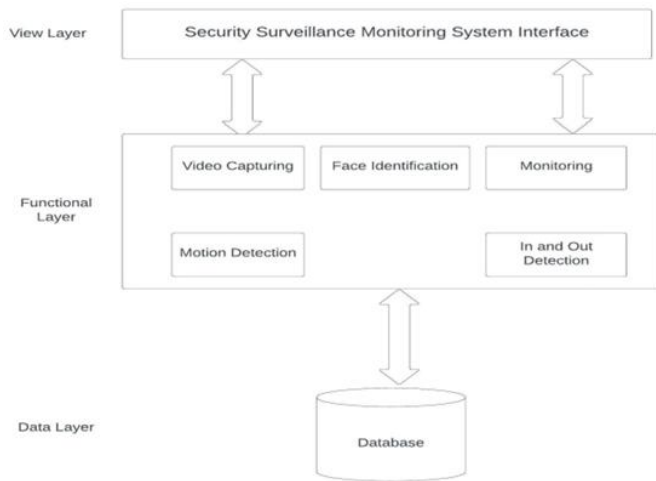 View Layer
Security Surveillance Monitoring System Interface
Video Capturing
Face Identification
Monitoring
Functional
Layer
Motion Detection
In and Out
Detection
Data Layer
Database